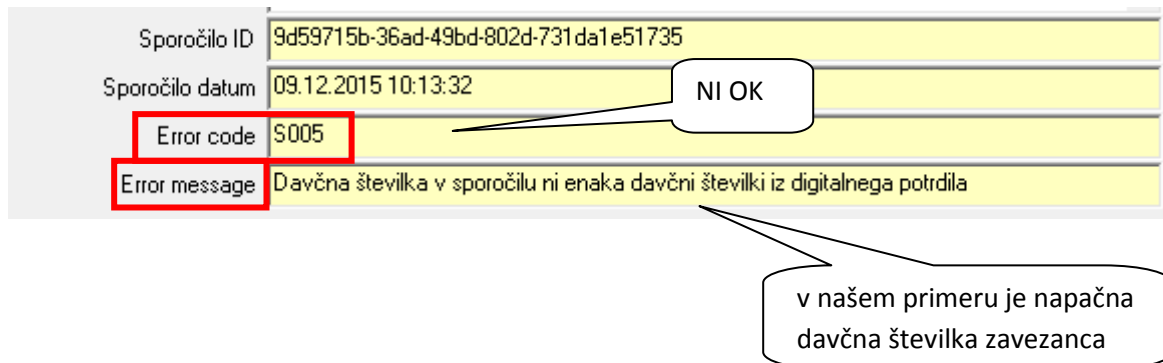 Sporočilo ID 9d59715b-36ad-49bd-802d-731da1e51735
Sporočilo datum 09.12.2015 10:13:32
NI OK
Error code S005
Error message Davčna številka v sporočilu ni enaka davčni številki iz digitalnega potrdila
v našem primeru je napačna
davčna številka zavezanca